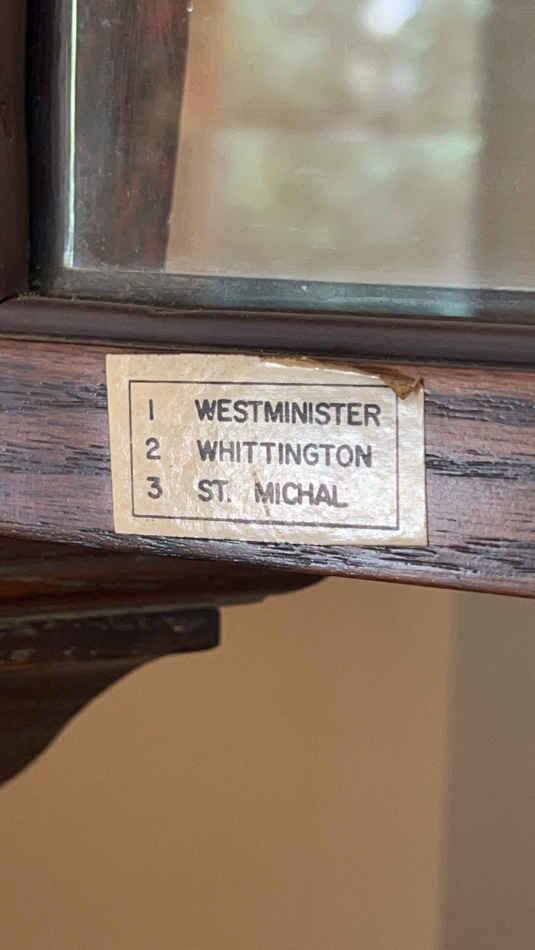 1 WESTMINISTER
2 WHITTINGTON
3 ST. MICHAL